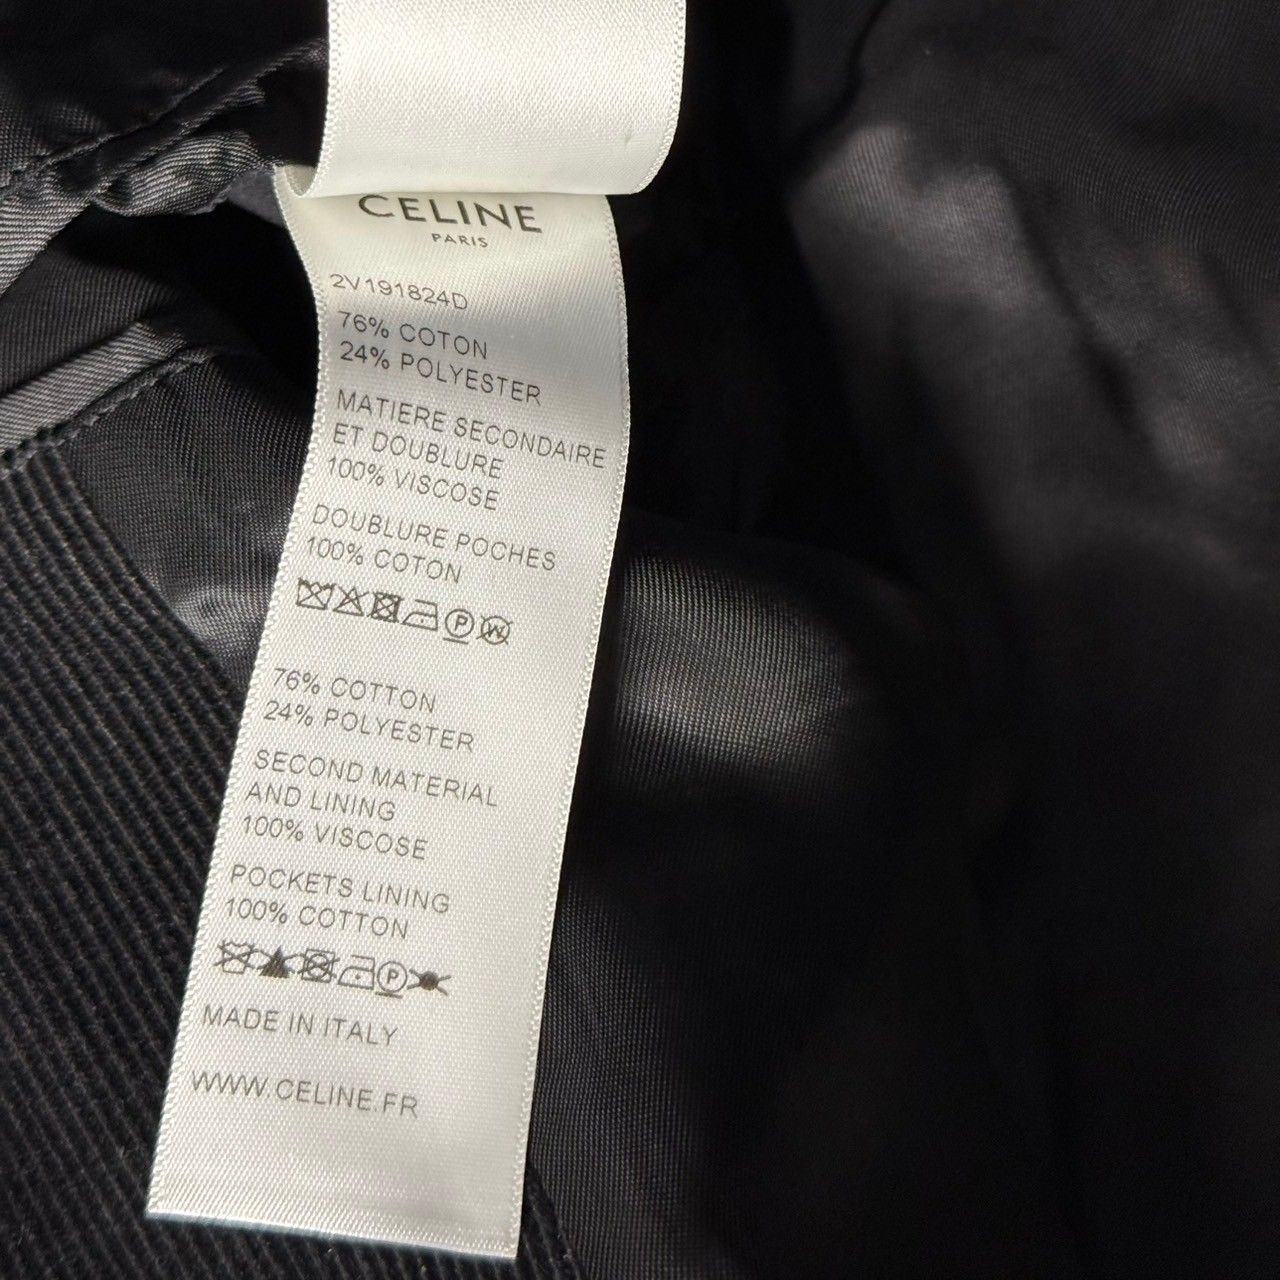 CELINE
PARIS
2V191824D
76% COTON
24% POLYESTER
MATIERE SECONDAIRE
ET DOUBLURE
100% VISCOSE
DOUBLURE POCHES
100% COTON
P W
76% COTTON
24% POLYESTER
SECOND MATERIAL
AND LINING
100% VISCOSE
POCKETS LINING
100% COTTON
P
MADE IN ITALY
WWW.CELINE.FR